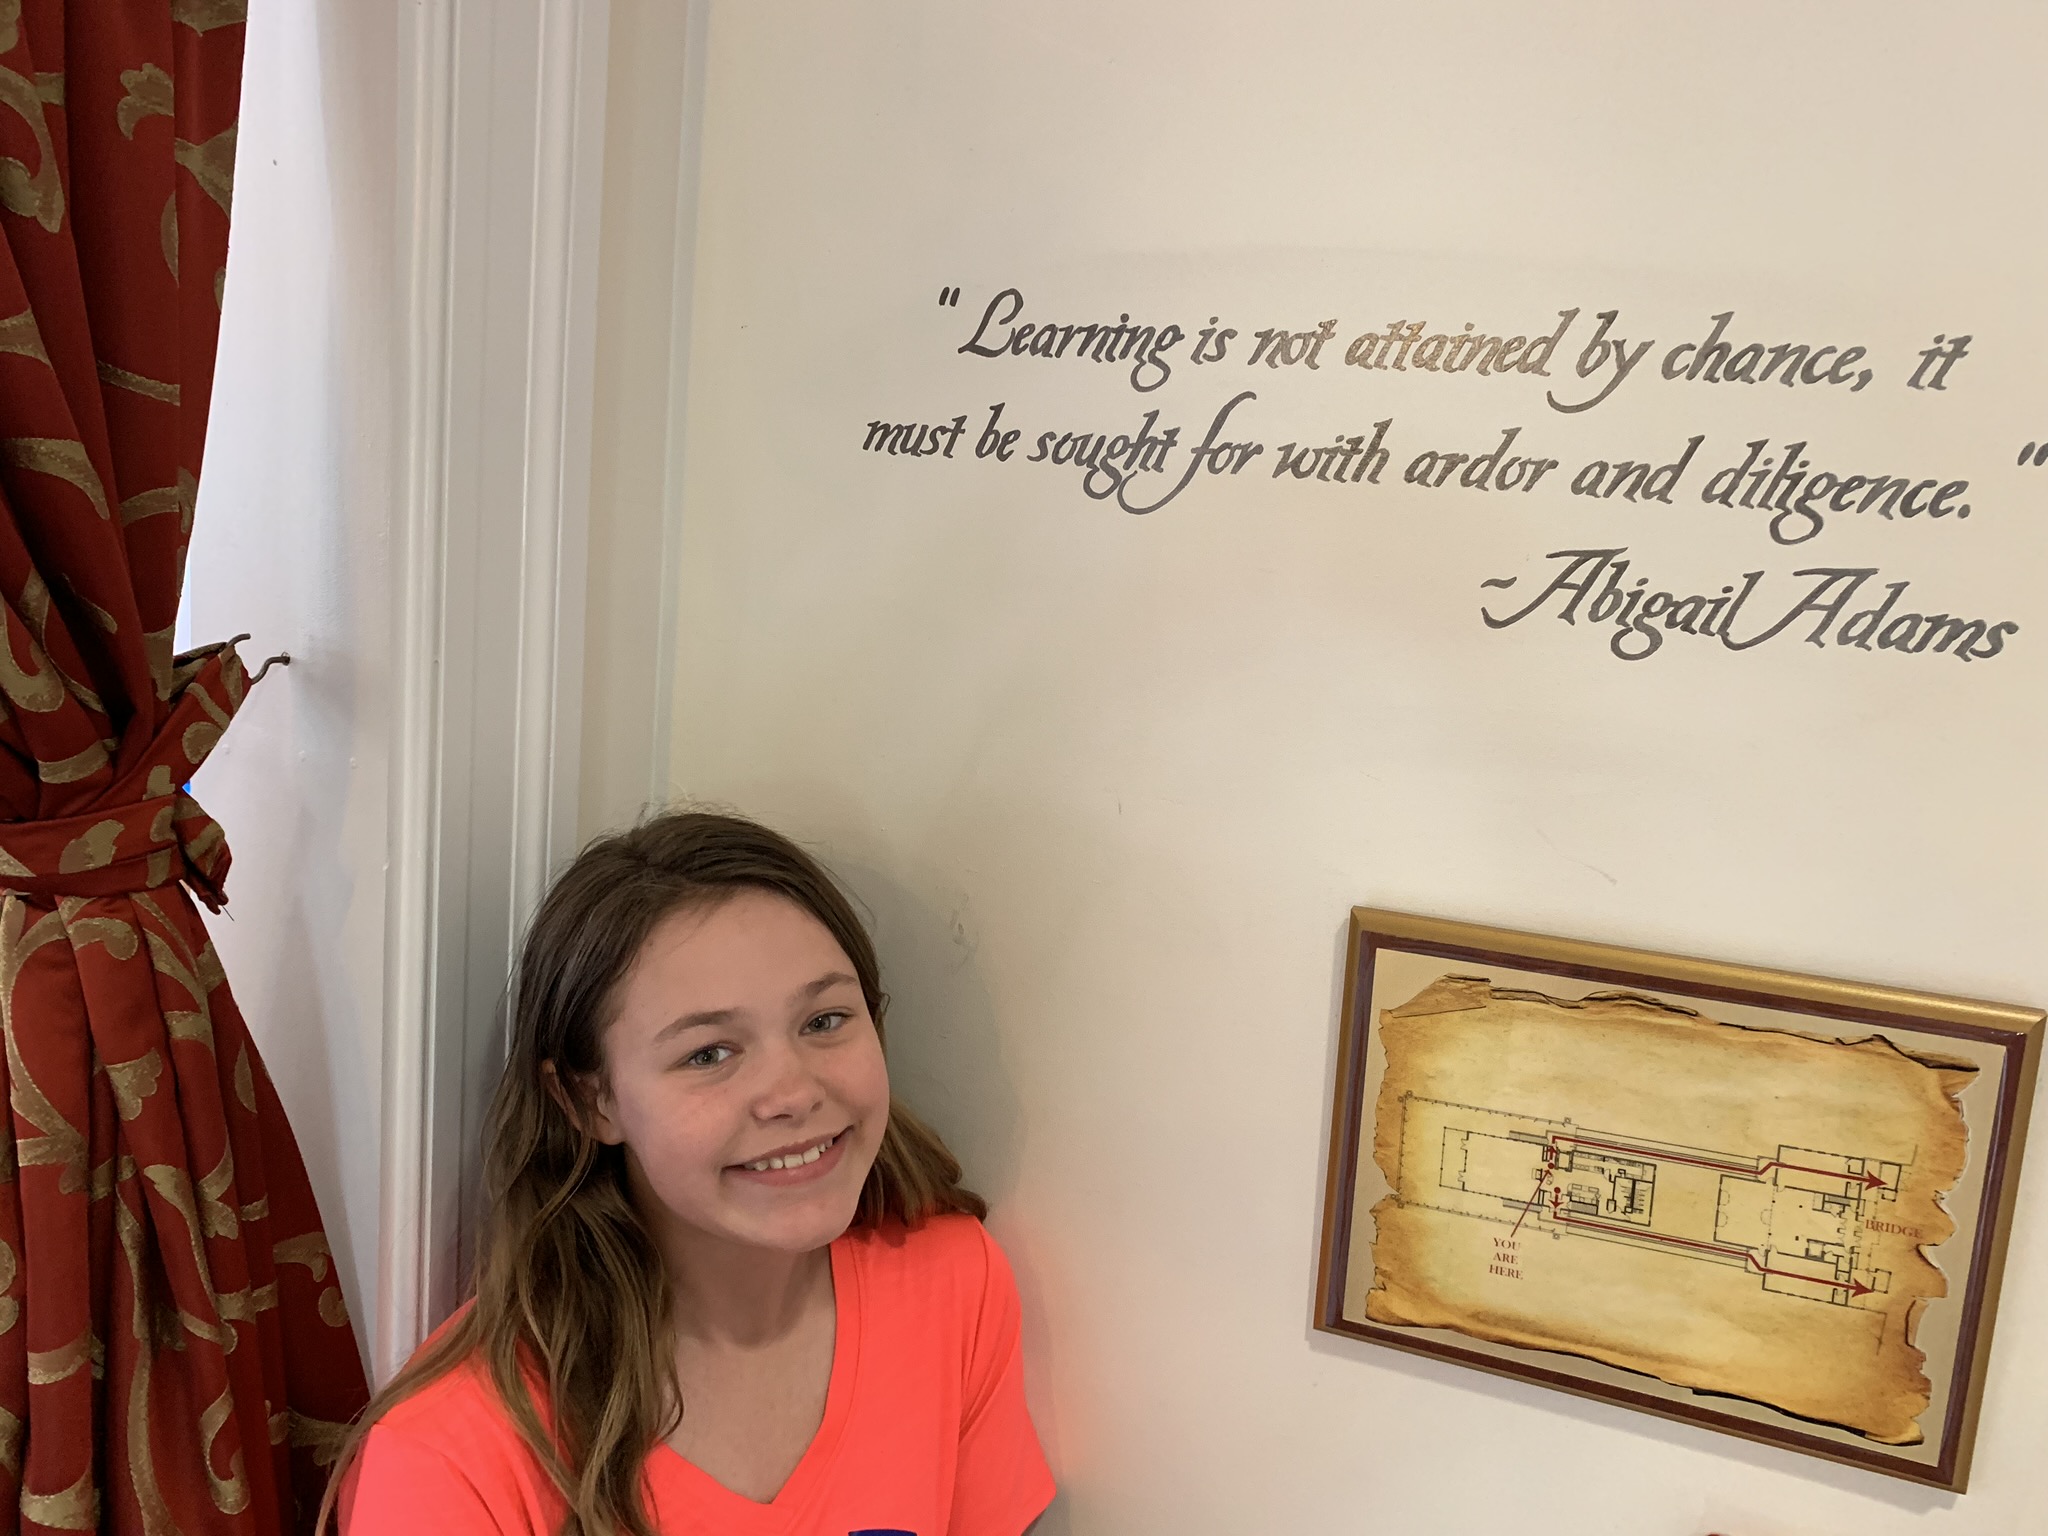 "Learning is not attained by chance, it
must be sought for with ardor and diligence."
~Abigail Adams
YOU
ARE
HERE
BRIDGE